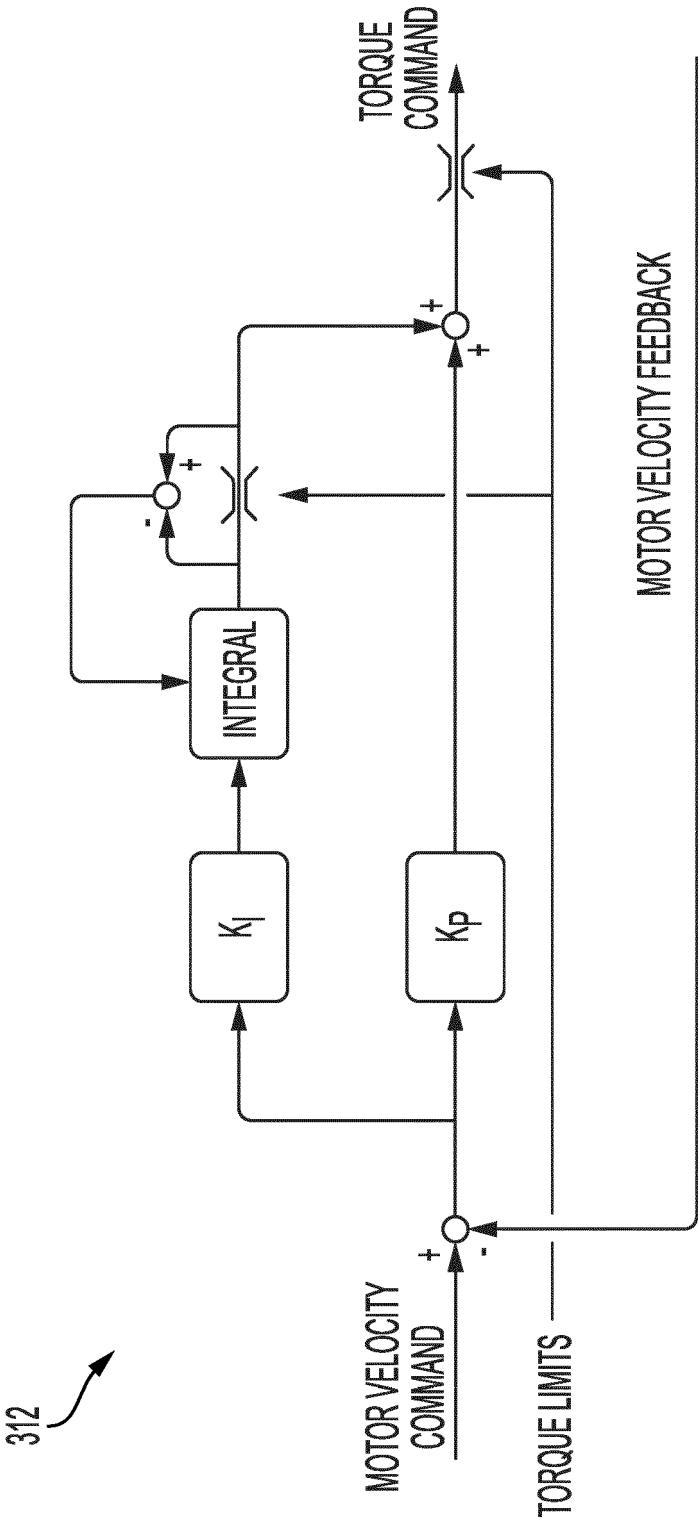 312
MOTOR VELOCITY
COMMAND
+
-
TORQUE LIMITS
K_I
K_P
INTEGRAL
-
+
+
+
TORQUE
COMMAND
MOTOR VELOCITY FEEDBACK